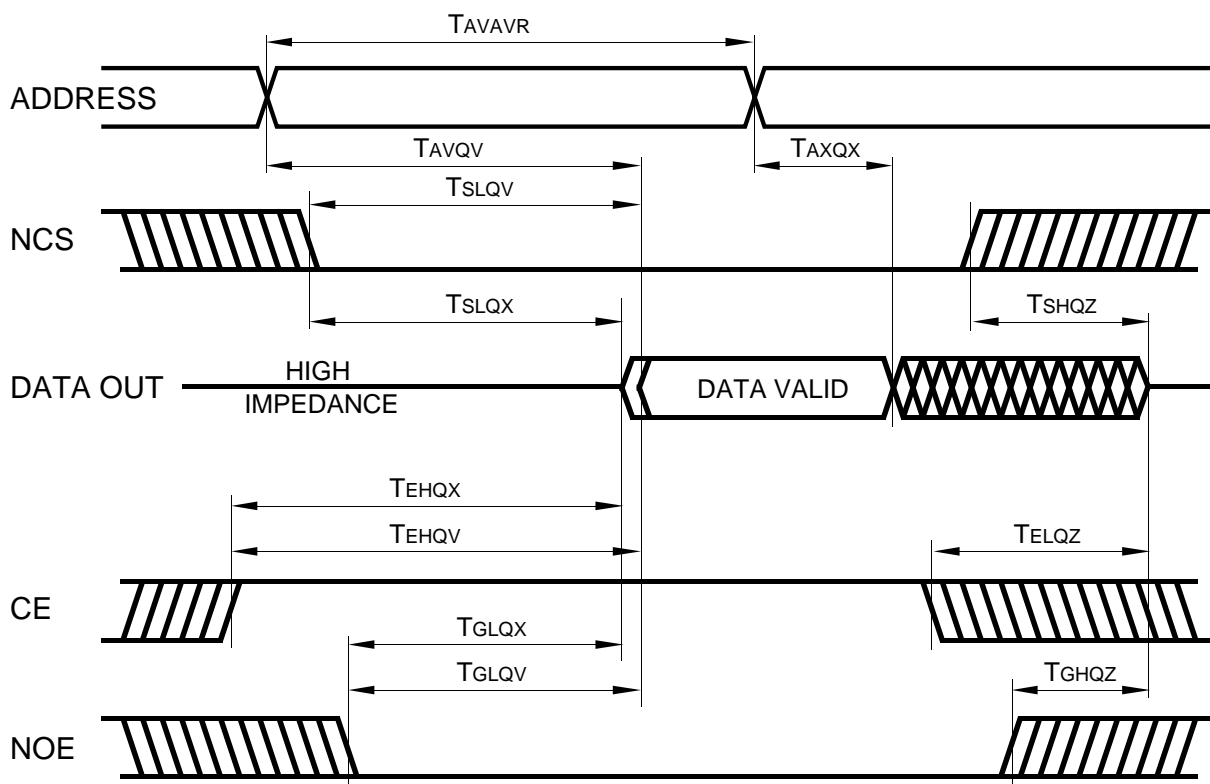 TAVAVR
ADDRESS
TAVQV
TAXQX
TSLQV
NCS
TSLQX
TSHQZ
DATA OUT
HIGH
IMPEDANCE
DATA VALID
TEHQX
TEHQV
TELQZ
CE
TGLQX
TGLQV
TGHQZ
NOE